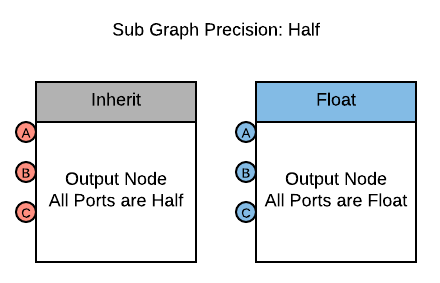 Sub Graph Precision: Half
Inherit
A
B
C
Output Node
All Ports are Half
Float
A
B
C
Output Node
All Ports are Float